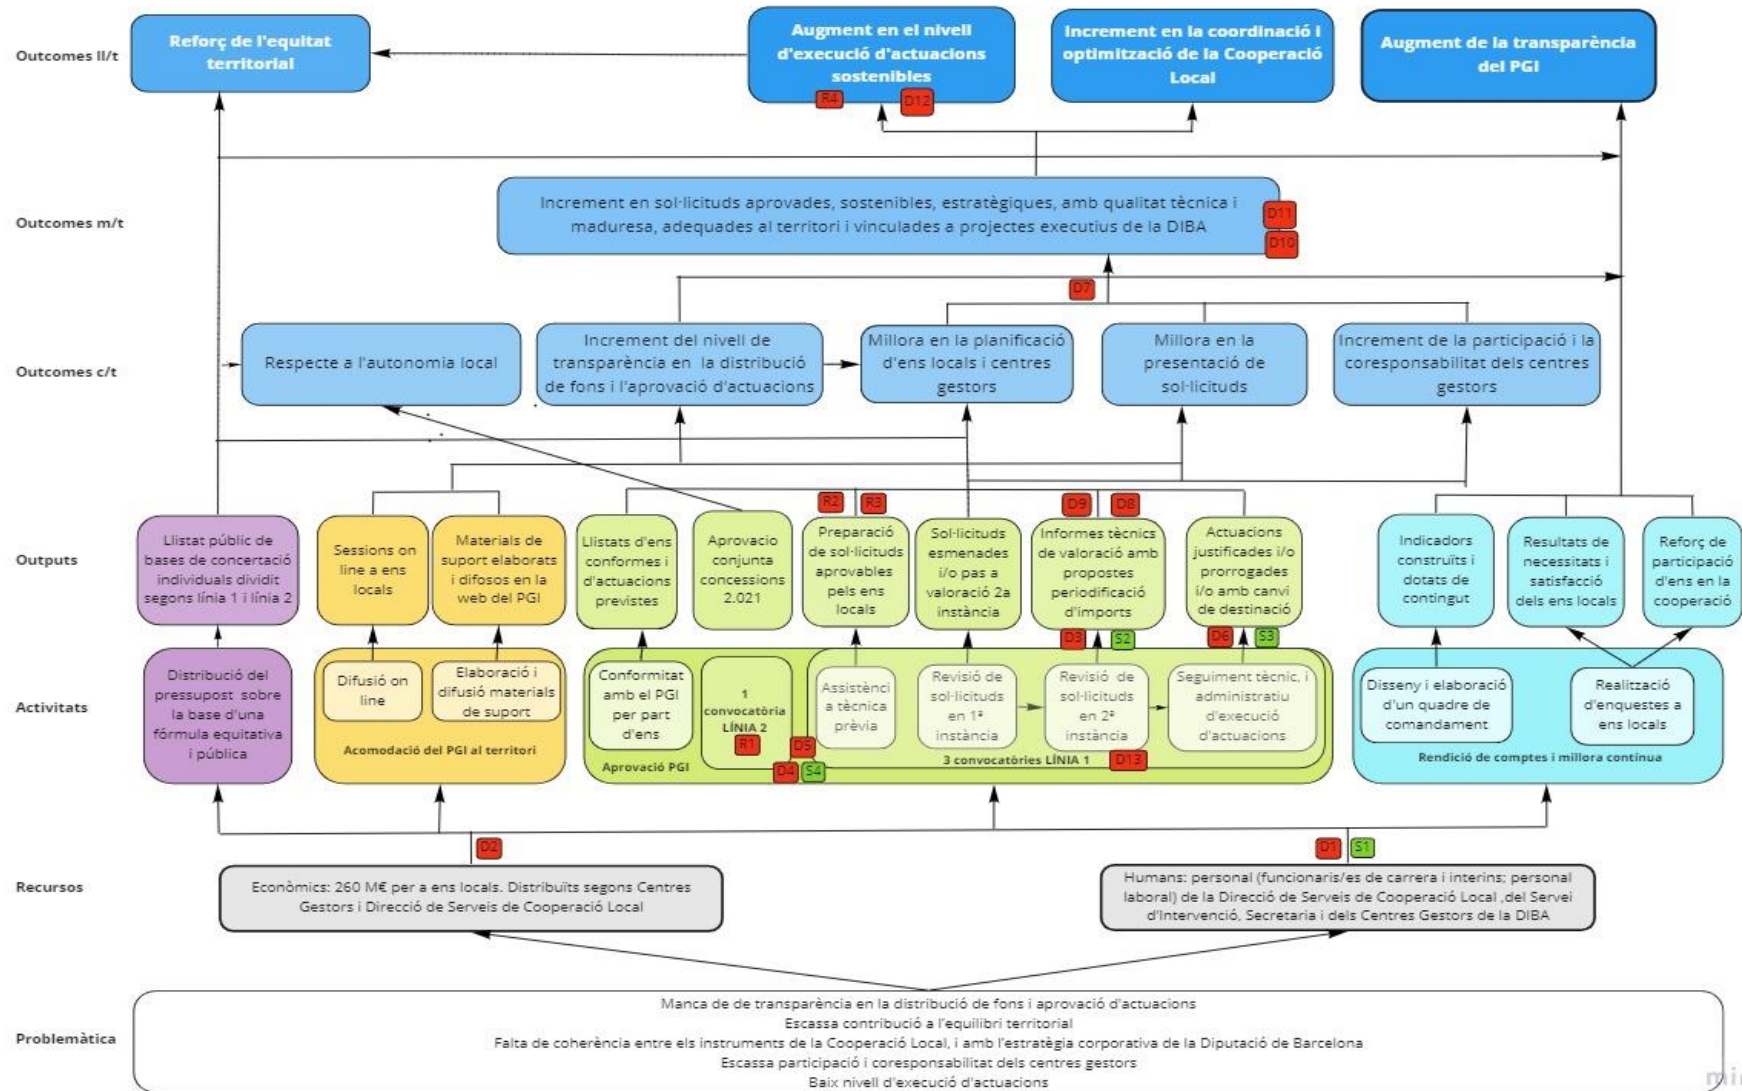 Outcomes ll/t
Reforç de l'equitat
territorial
Augment en el nivell
d'execució d'actuacions
sostenibles
R4
D12
Increment en la coordinació i
optimització de la Cooperació
Local
Augment de la transparència
del PGI
Outcomes m/t
Increment en sol·licituds aprovades, sostenibles, estratègiques, amb qualitat tècnica i
maduresa, adequades al territori i vinculades a projectes executius de la DIBA
D11
D10
D7
Outcomes c/t
Respecte a l'autonomia local
Increment del nivell de
transparència en la distribució
de fons i l'aprovació d'actuacions
Millora en la planificació
d'ens locals i centres
gestors
Millora en la
presentació de
sol·licituds
Increment de la participació i la
coresponsabilitat dels centres
gestors
R2
R3
D9
D8
Outputs
Llistat públic de
bases de concertació
individuals dividit
segons línia 1 i línia 2
Sessions on
line a ens
locals
Materials de
suport elaborats
i difosos en la
web del PGI
Llistats d'ens
conformes i
d'actuacions
previstes
Aprovacio
conjunta
concessions
2.021
Preparació
de sol·licituds
aprovables
pels ens
locals
Sol·licituds
esmenades
i/o pas a
valoració 2a
instància
Informes tècnics
de valoració amb
propostes
periodificació
d'imports
Actuacions
justificades i/o
prorrogades
i/o amb canvi
de destinació
Indicadors
construïts i
dotats de
contingut
Resultats de
necessitats i
satisfacció
dels ens locals
Reforç de
participació
d'ens en la
cooperació
D3
S2
D6
S3
Activitats
Distribució del
pressupost sobre
la base d'una
fórmula equitativa
i pública
Difusió on
line
Elaboració i
difusió materials
de suport
Acomodació del PGI al territori
Conformitat
amb el PGI
per part
d'ens
1
convocatòria
LÍNIA 2
R1
Assistènci
a tècnica
prèvia
Revisió de
sol·licituds
en 1ª
instància
Revisió de
sol·licituds
en 2ª
instància
Seguiment tècnic, i
administratiu
d'execució
d'actuacions
D5
D4
S4
Aprovació PGI
3 convocatòries LÍNIA 1
D13
Disseny i elaboració
d'un quadre de
comandament
Realització
d'enquestes a
ens locals
Rendició de comptes i millora contínua
D2
D1
S1
Recursos
Econòmics: 260 M€ per a ens locals. Distribuïts segons Centres
Gestors i Direcció de Serveis de Cooperació Local
Humans: personal (funcionaris/es de carrera i interins; personal
laboral) de la Direcció de Serveis de Cooperació Local ,del Servei
d'Intervenció, Secretaria i dels Centres Gestors de la DIBA
Problemàtica
Manca de de transparència en la distribució de fons i aprovació d'actuacions
Escassa contribució a l'equilibri territorial
Falta de coherència entre els instruments de la Cooperació Local, i amb l'estratègia corporativa de la Diputació de Barcelona
Escassa participació i coresponsabilitat dels centres gestors
Baix nivell d'execució d'actuacions